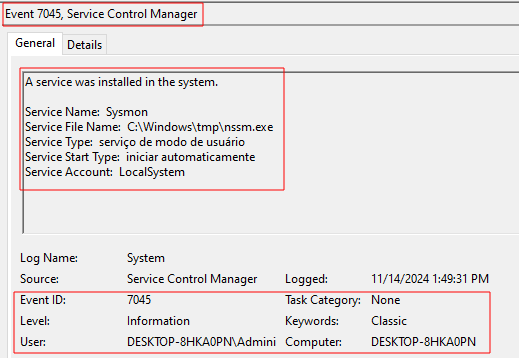 Event 7045, Service Control Manager
General Details
A service was installed in the system.
Service Name: Sysmon
Service File Name: C:\Windows\tmp\nssm.exe
Service Type: serviço de modo de usuário
Service Start Type: iniciar automaticamente
Service Account: LocalSystem
Log Name: System
Source: Service Control Manager Logged: 11/14/2024 1:49:31 PM
Event ID: 7045 Task Category: None
Level: Information Keywords: Classic
User: DESKTOP-8HKA0PN\Admini Computer: DESKTOP-8HKA0PN